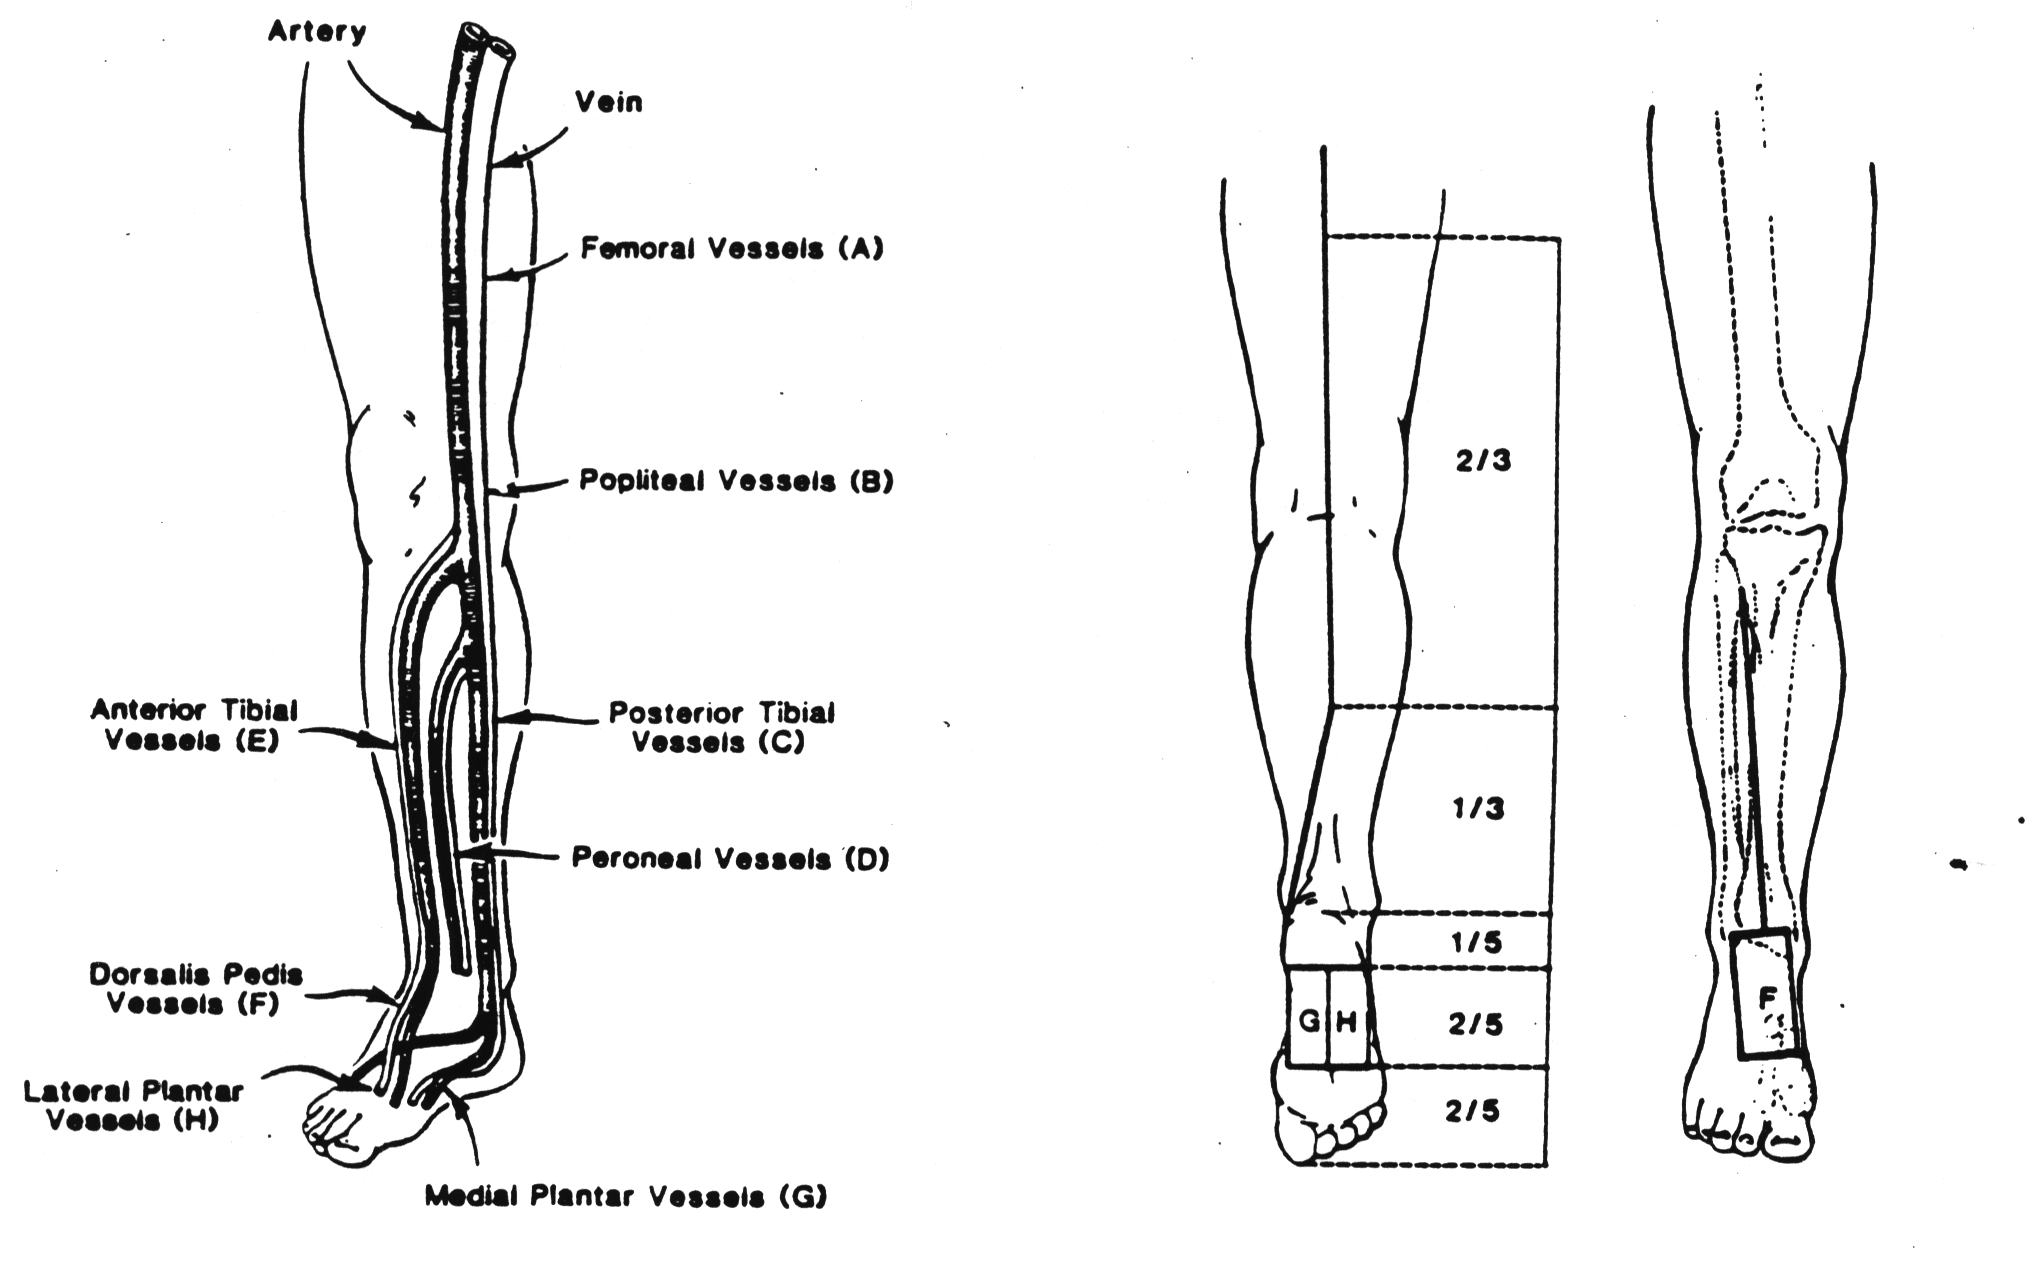 Artery
Vein
Femoral Vessels (A)
Popliteal Vessels (B)
Anterior Tibial
Vessels (E)
Posterior Tibial
Vessels (C)
Peroneal Vessels (D)
Dorsalis Pedis
Vessels (F)
Lateral Plantar
Vessels (H)
Medial Plantar Vessels (G)
2/3
1/3
1/5
G H
2/5
2/5
F